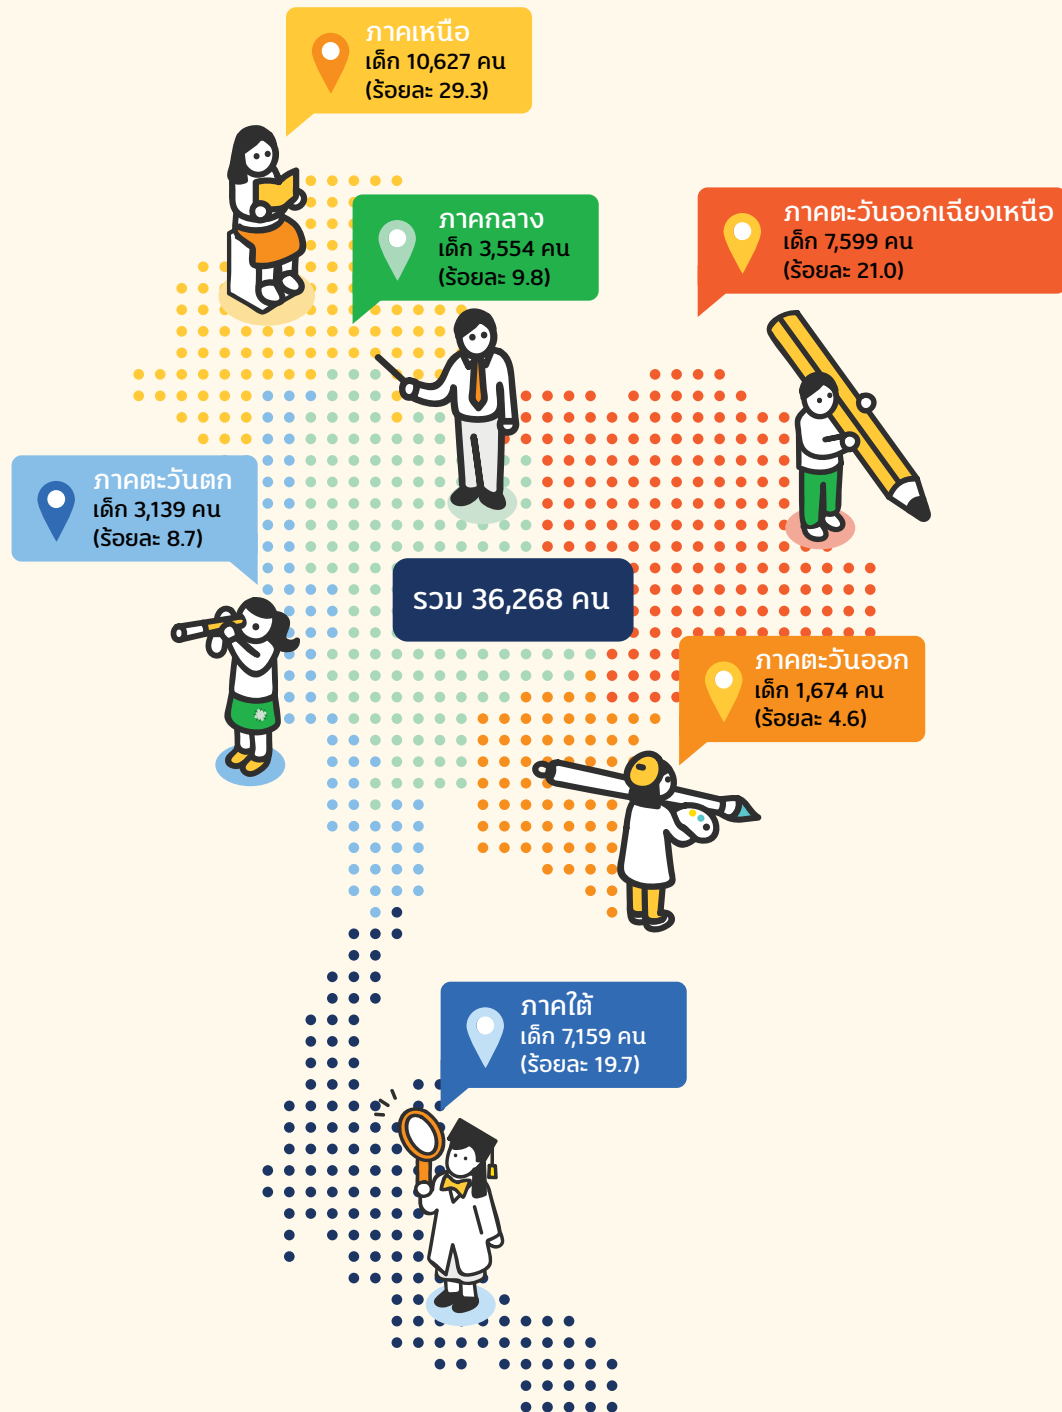 ภาคเหนือ
เด็ก 10,627 คน
(ร้อยละ 29.3)
ภาคกลาง
เด็ก 3,554 คน
(ร้อยละ 9.8)
ภาคตะวันออกเฉียงเหนือ
เด็ก 7,599 คน
(ร้อยละ 21.0)
ภาคตะวันตก
เด็ก 3,139 คน
(ร้อยละ 8.7)
รวม 36,268 คน
ภาคตะวันออก
เด็ก 1,674 คน
(ร้อยละ 4.6)
ภาคใต้
เด็ก 7,159 คน
(ร้อยละ 19.7)